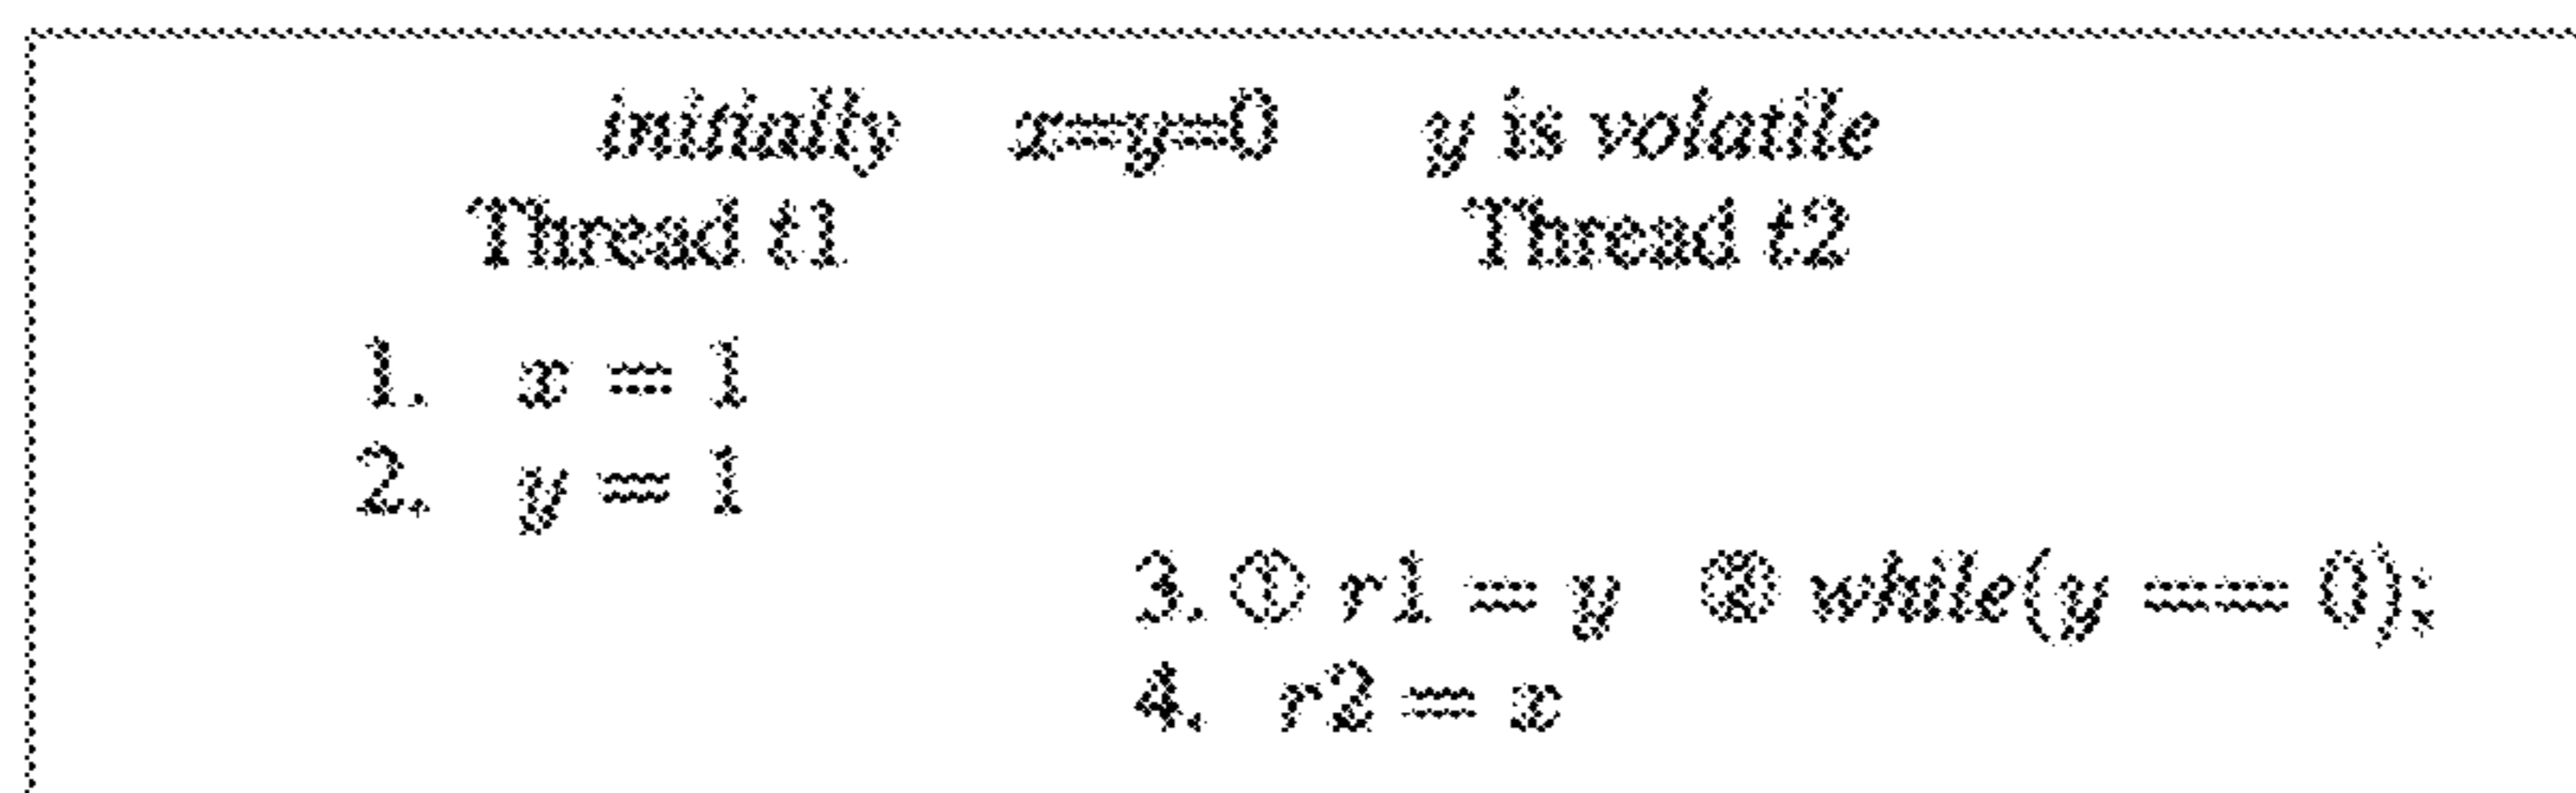 initially x=y=0 y is volatile
Thread t1 Thread t2
1. x = 1
2. y = 1
3. ① r1 = y ② while(y == 0);
4. r2 = x